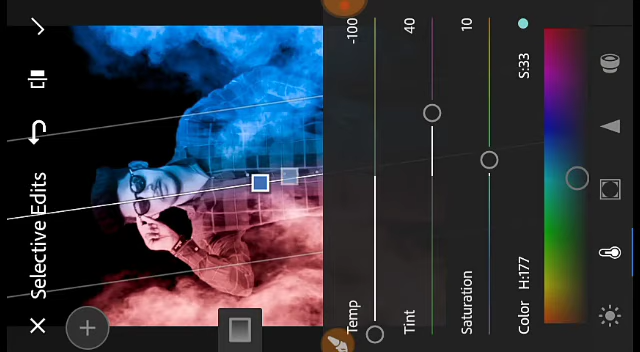 Selective Edits
Temp
-100
Tint
40
Saturation
10
Color H:177 S:33